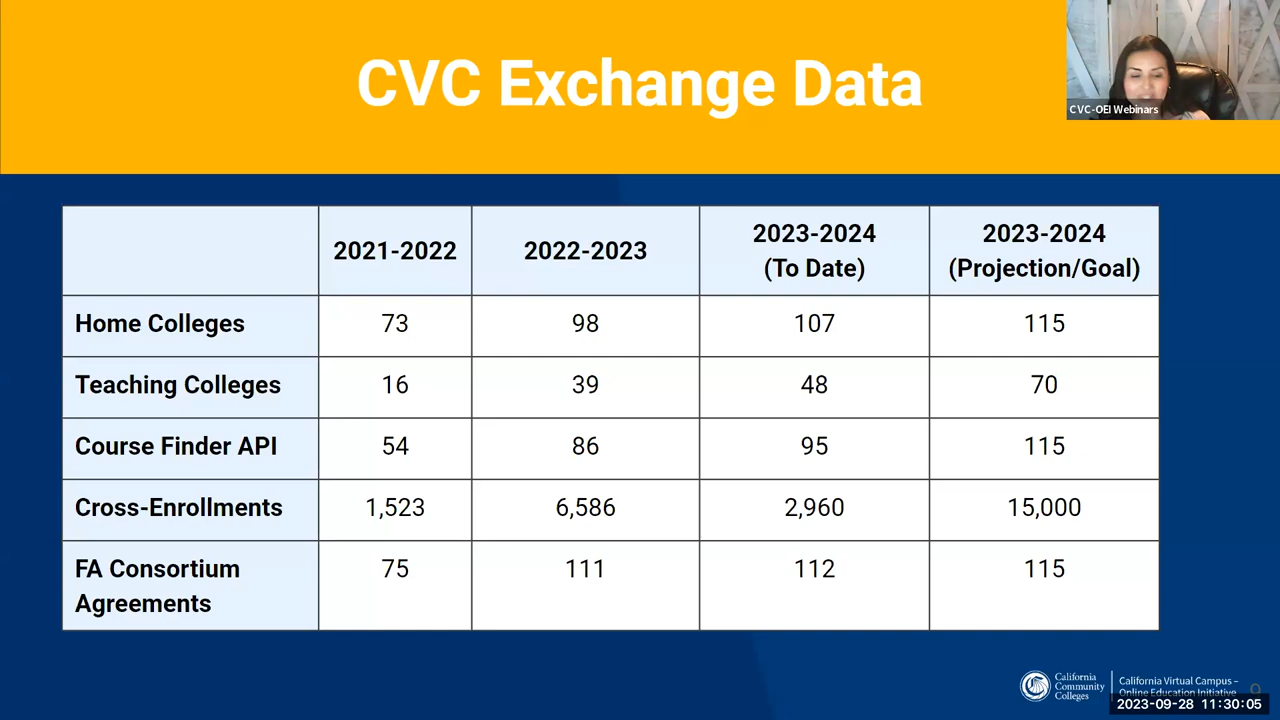 CVC Exchange Data
CVC-OEI Webinars
2021-2022 2022-2023 2023-2024 (To Date) 2023-2024 (Projection/Goal)
Home Colleges 73 98 107 115
Teaching Colleges 16 39 48 70
Course Finder API 54 86 95 115
Cross-Enrollments 1,523 6,586 2,960 15,000
FA Consortium Agreements 75 111 112 115
California
Community
Colleges
California Virtual Campus –
Online Education Initiative
9
2023-09-28 11:30:05